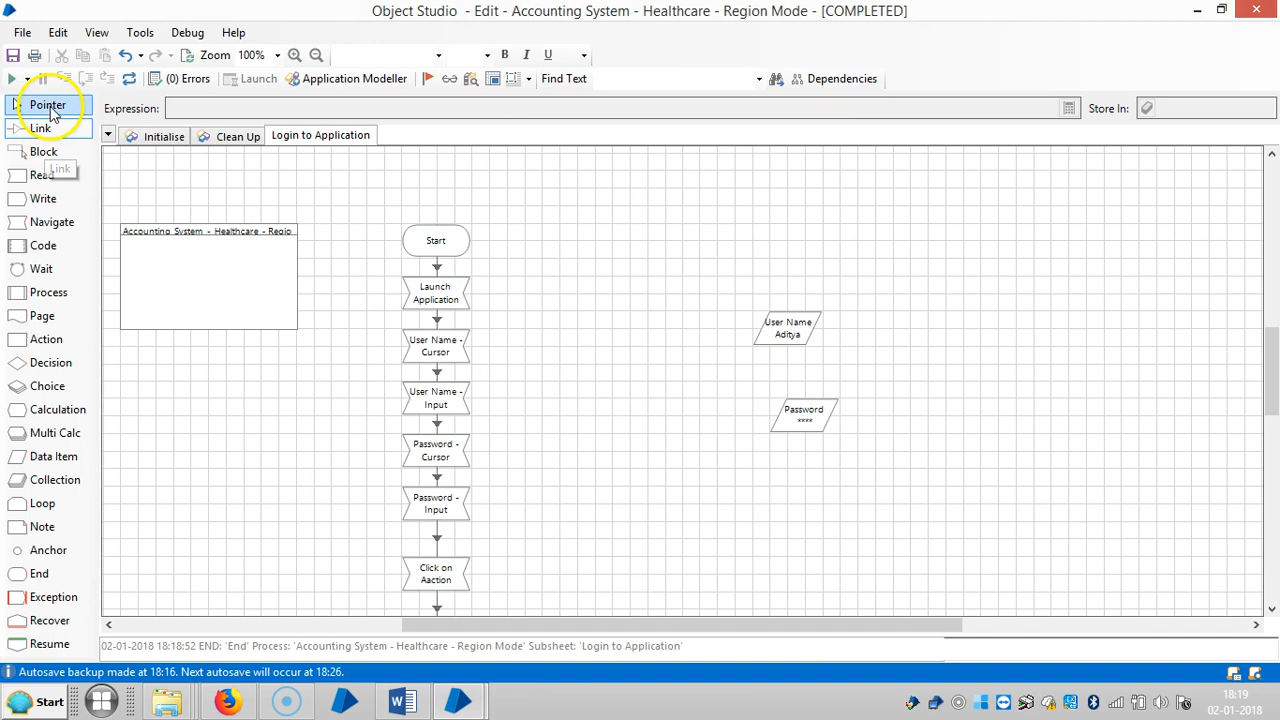 Object Studio - Edit - Accounting System - Healthcare - Region Mode - [COMPLETED]
File Edit View Tools Debug Help
Zoom 100% B I U
(0) Errors Launch Application Modeller Find Text Dependencies
Pointer
Expression: Store In:
Link
Initialise Clean Up Login to Application
Block
Link
Read
Write
Navigate
Code
Wait
Process
Page
Action
Decision
Choice
Calculation
Multi Calc
Data Item
Collection
Loop
Note
Anchor
End
Exception
Recover
Resume
Accounting System - Healthcare - Regio
Start
Launch
Application
User Name -
Cursor
User Name -
Input
Password -
Cursor
Password -
Input
Click on
Aaction
User Name
Aditya
Password
****
02-01-2018 18:18:52 END: 'End' Process: 'Accounting System - Healthcare - Region Mode' Subsheet: 'Login to Application'
Autosave backup made at 18:16. Next autosave will occur at 18:26.
Start
18:19
02-01-2018